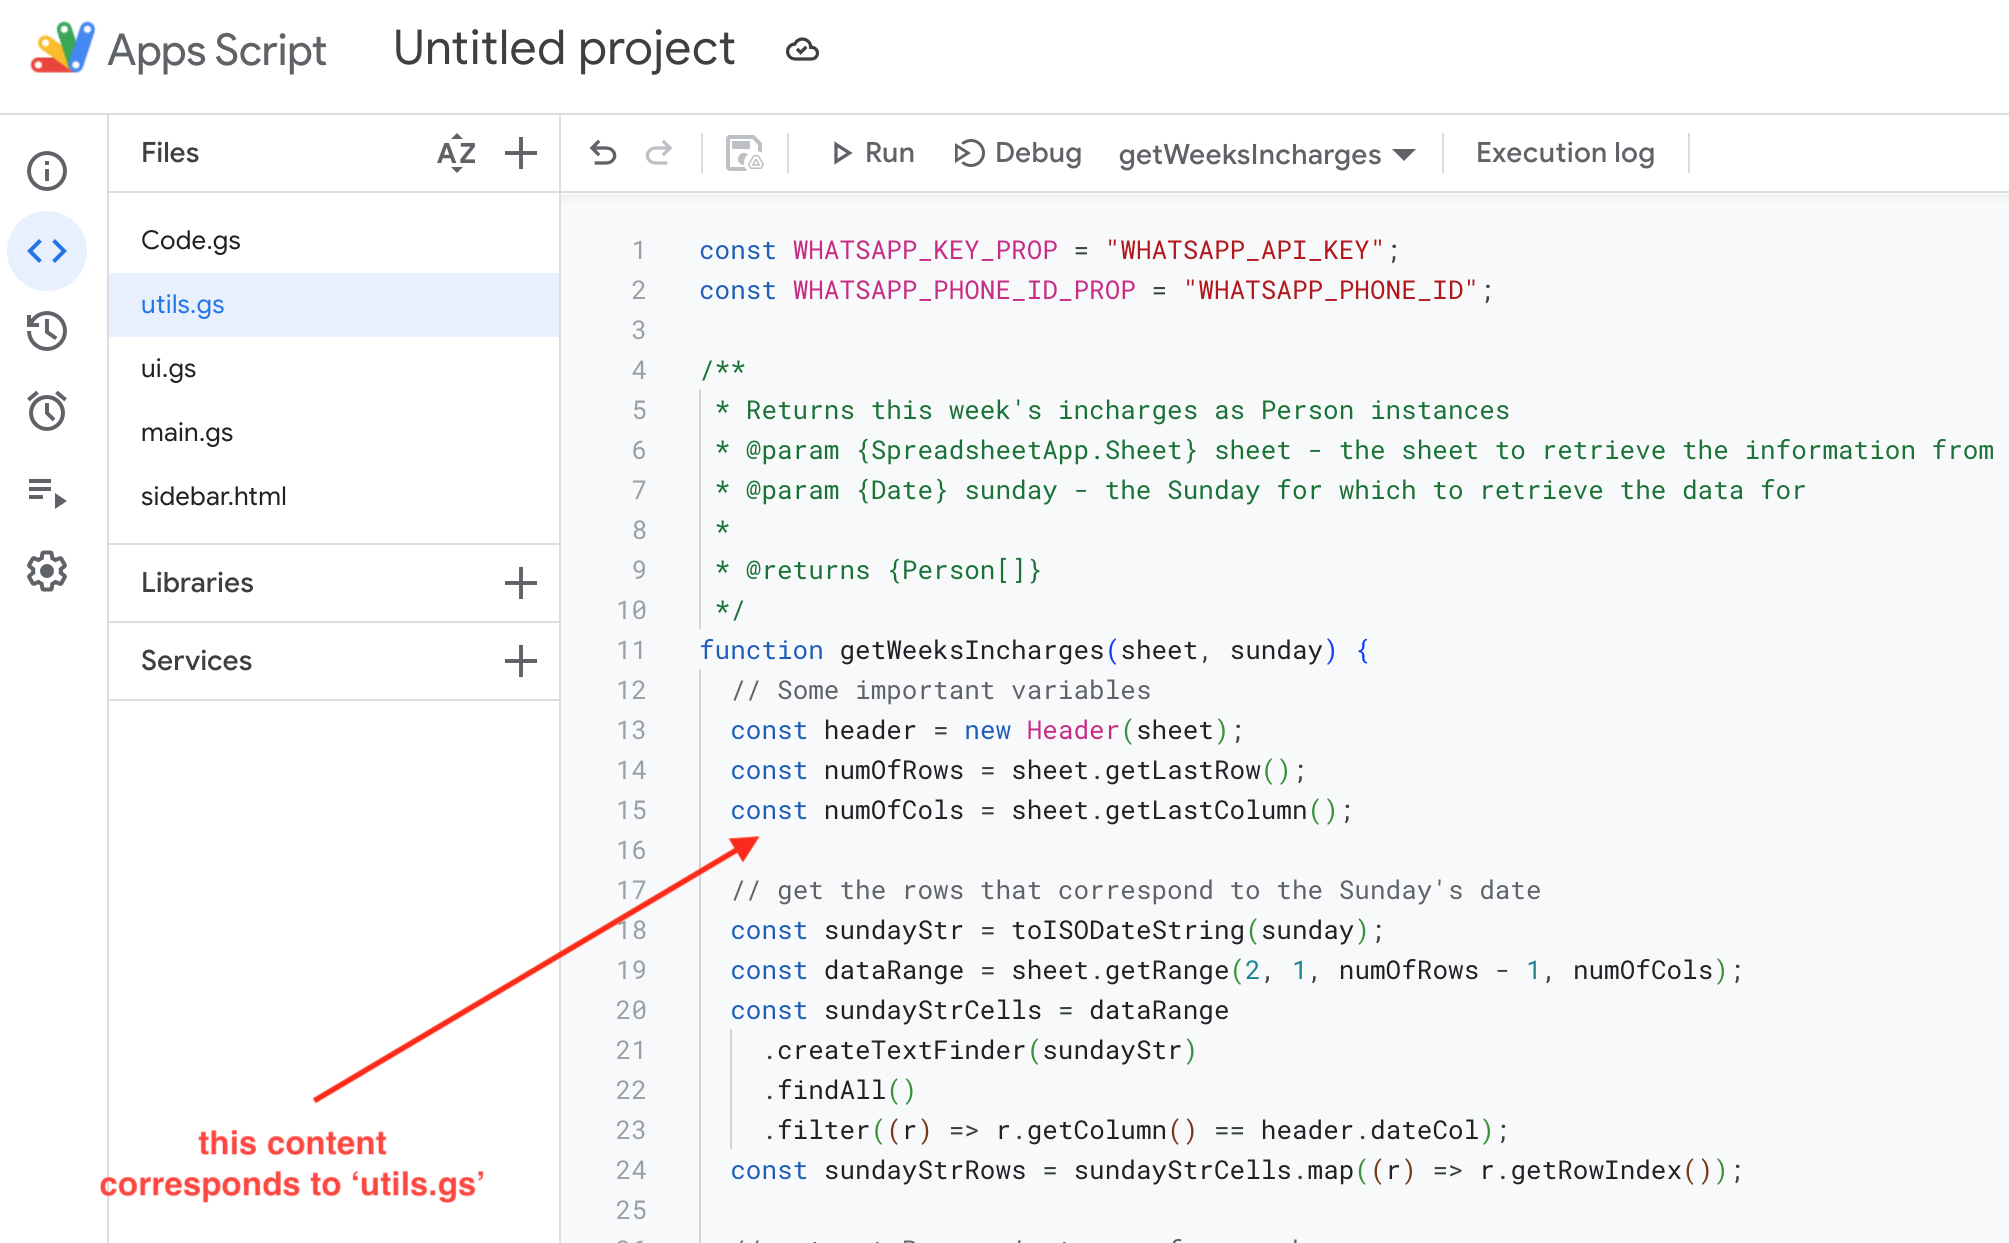 Apps Script
Untitled project
Files
AZ
Run
Debug
getWeeksIncharges
Execution log
Code.gs
utils.gs
ui.gs
main.gs
sidebar.html
Libraries
Services
1 const WHATSAPP_KEY_PROP = "WHATSAPP_API_KEY";
2 const WHATSAPP_PHONE_ID_PROP = "WHATSAPP_PHONE_ID";
3
4 /**
5 * Returns this week's incharges as Person instances
6 * @param {SpreadsheetApp.Sheet} sheet - the sheet to retrieve the information from
7 * @param {Date} sunday - the Sunday for which to retrieve the data for
8 *
9 * @returns {Person[]}
10 */
11 function getWeeksIncharges(sheet, sunday) {
12 // Some important variables
13 const header = new Header(sheet);
14 const numOfRows = sheet.getLastRow();
15 const numOfCols = sheet.getLastColumn();
16
17 // get the rows that correspond to the Sunday's date
18 const sundayStr = toISODateString(sunday);
19 const dataRange = sheet.getRange(2, 1, numOfRows - 1, numOfCols);
20 const sundayStrCells = dataRange
21 .createTextFinder(sundayStr)
22 .findAll()
23 .filter((r) => r.getColumn() == header.dateCol);
24 const sundayStrRows = sundayStrCells.map((r) => r.getRowIndex());
25
this content
corresponds to ‘utils.gs’